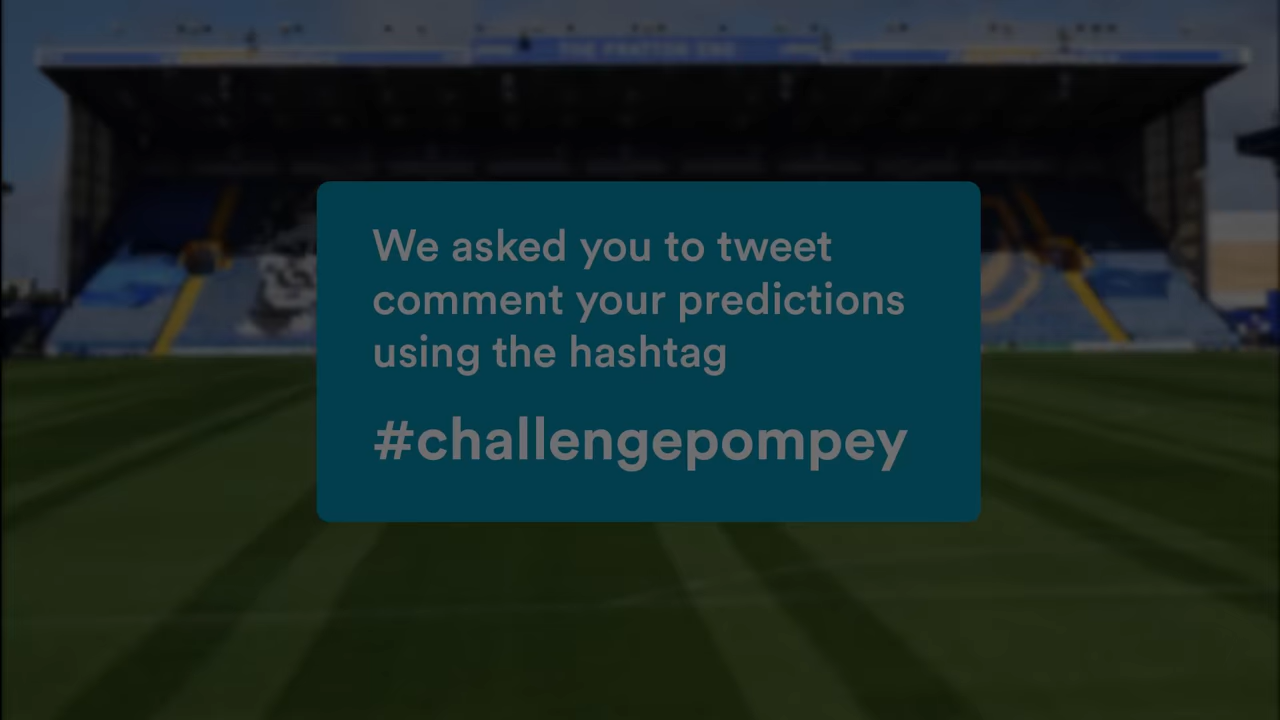 THE FRATTON END
We asked you to tweet
comment your predictions
using the hashtag
#challengepompey